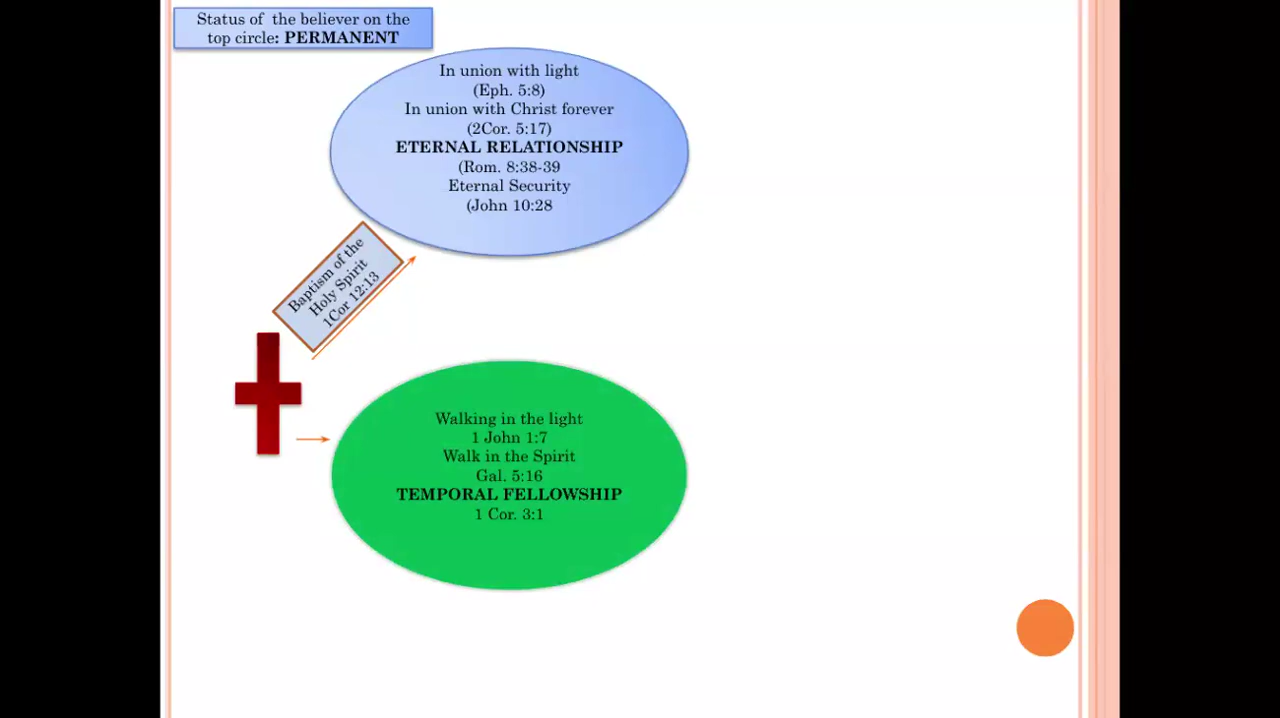 Status of the believer on the
top circle: PERMANENT
In union with light
(Eph. 5:8)
In union with Christ forever
(2Cor. 5:17)
ETERNAL RELATIONSHIP
(Rom. 8:38-39
Eternal Security
(John 10:28
Baptism of the
Holy Spirit
1Cor 12:13
Walking in the light
1 John 1:7
Walk in the Spirit
Gal. 5:16
TEMPORAL FELLOWSHIP
1 Cor. 3:1